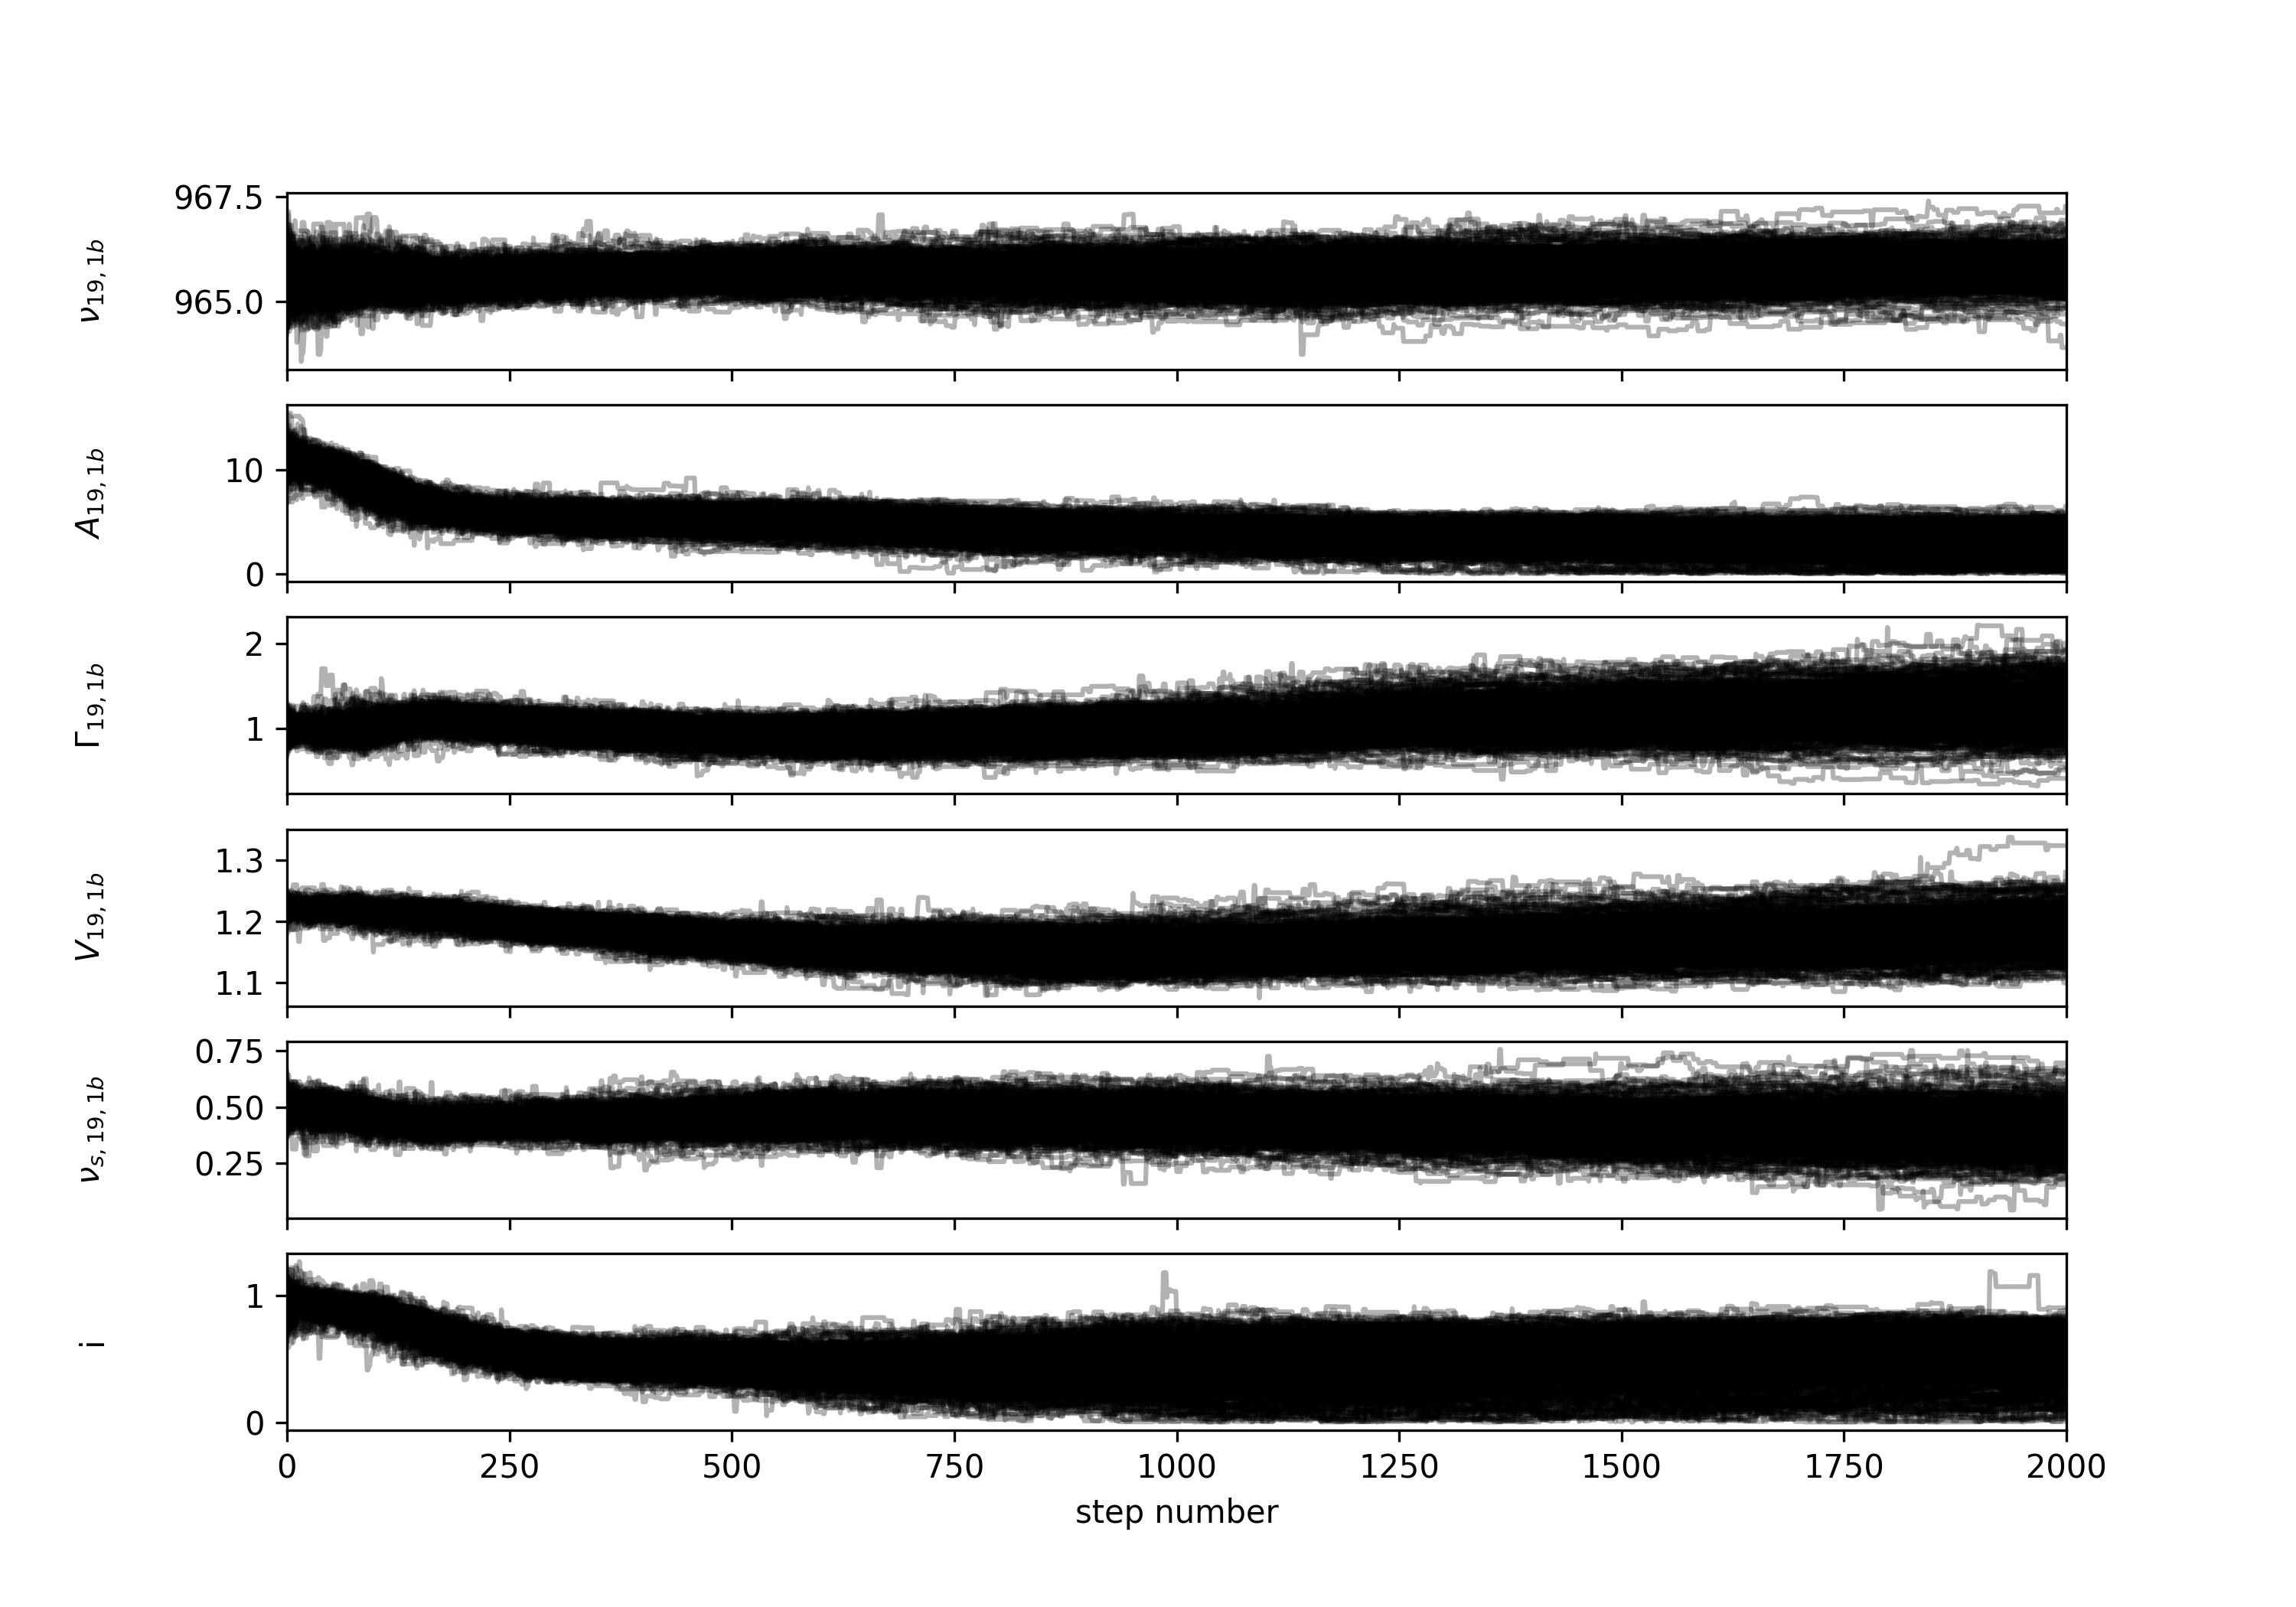 967.5
965.0
ν19, 1b
10
0
A19, 1b
2
1
Γ19, 1b
1.3
1.2
1.1
V19, 1b
0.75
0.50
0.25
νs, 19, 1b
1
0
i
0 250 500 750 1000 1250 1500 1750 2000
step number